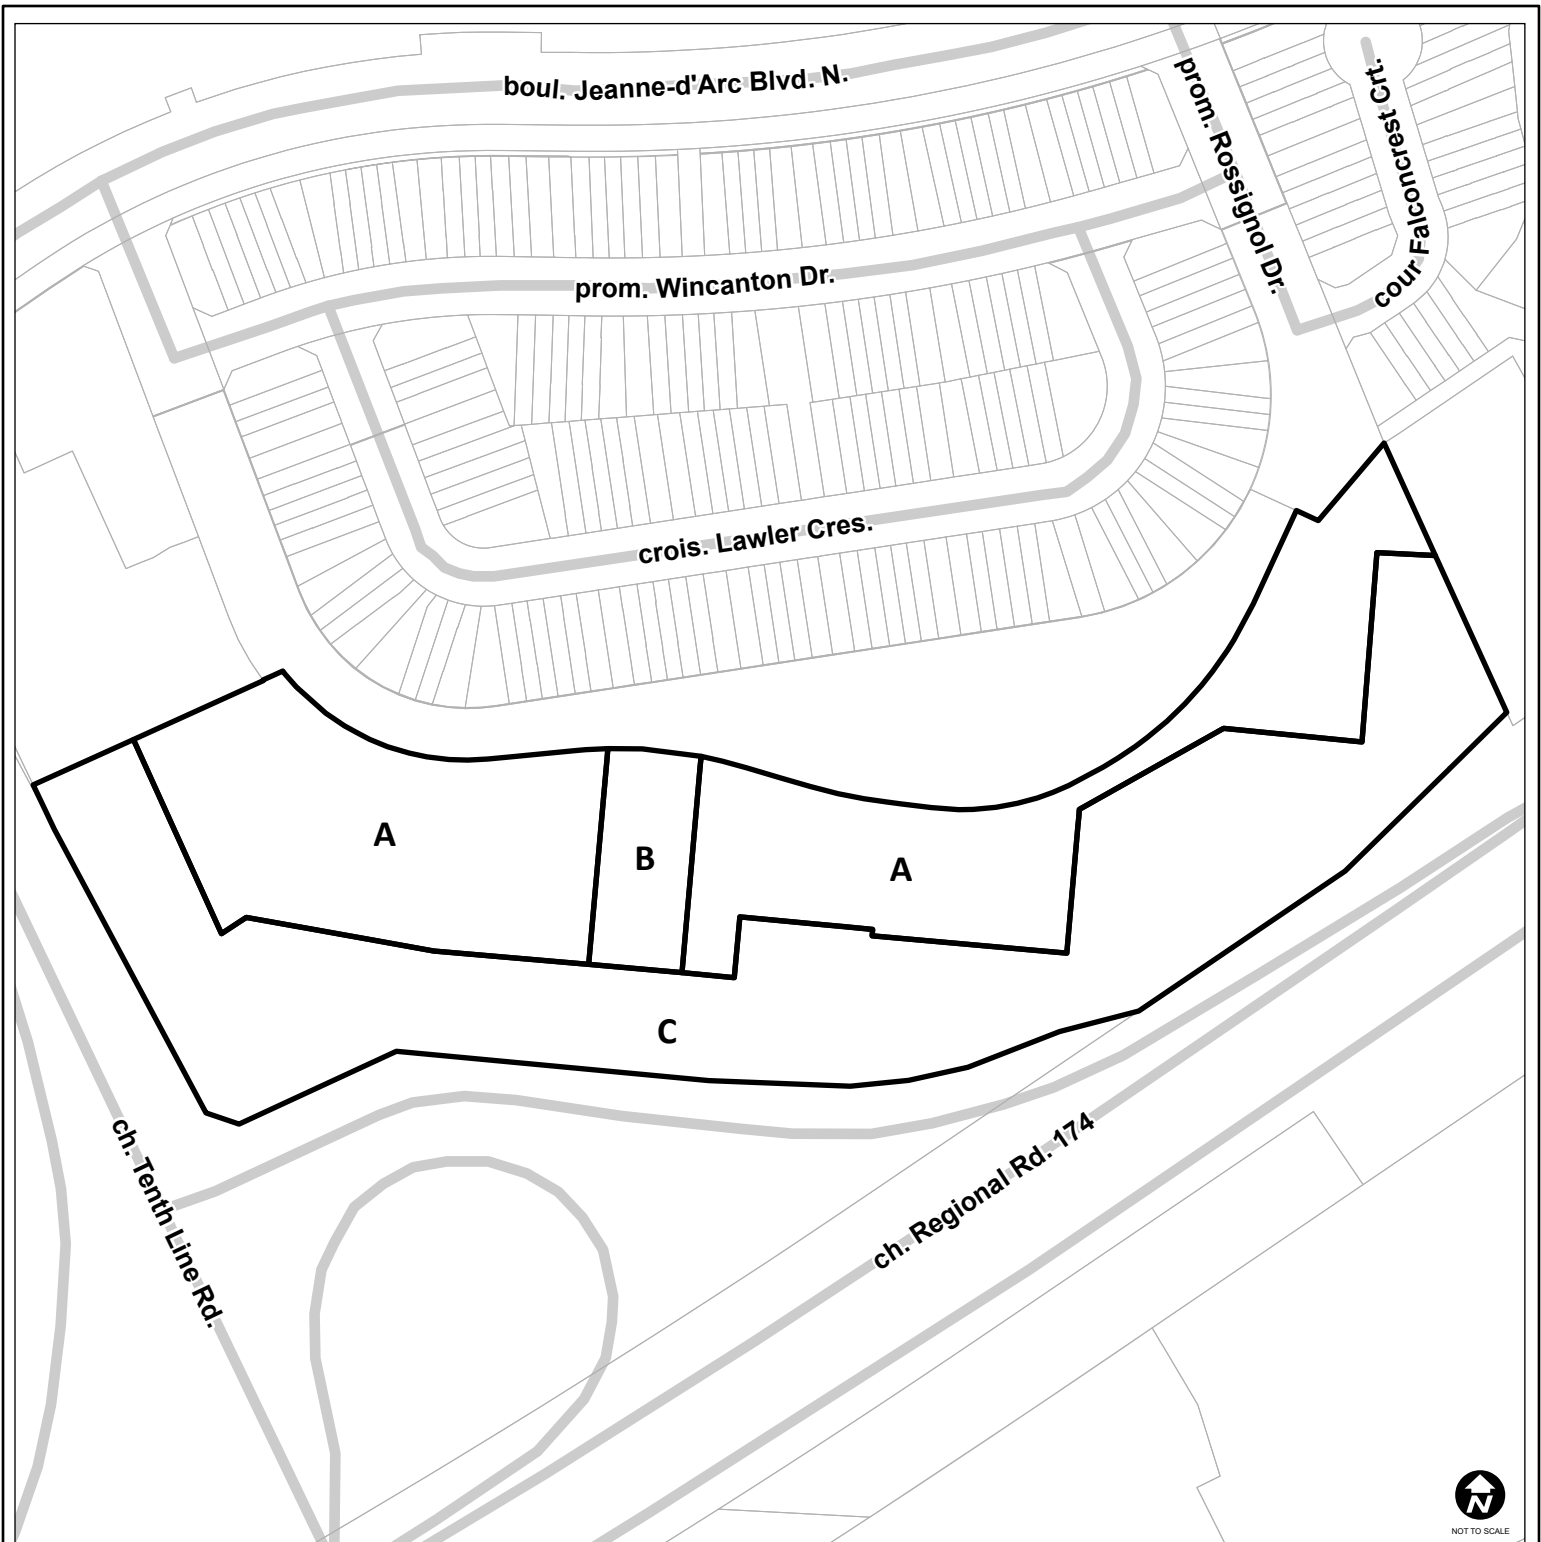 boul. Jeanne-d'Arc Blvd. N.
prom. Rossignol Dr.
cour Falconcrest Crt.
prom. Wincanton Dr.
crois. Lawler Cres.
A
B
A
C
ch. Tenth Line Rd.
ch. Regional Rd. 174
N
NOT TO SCALE